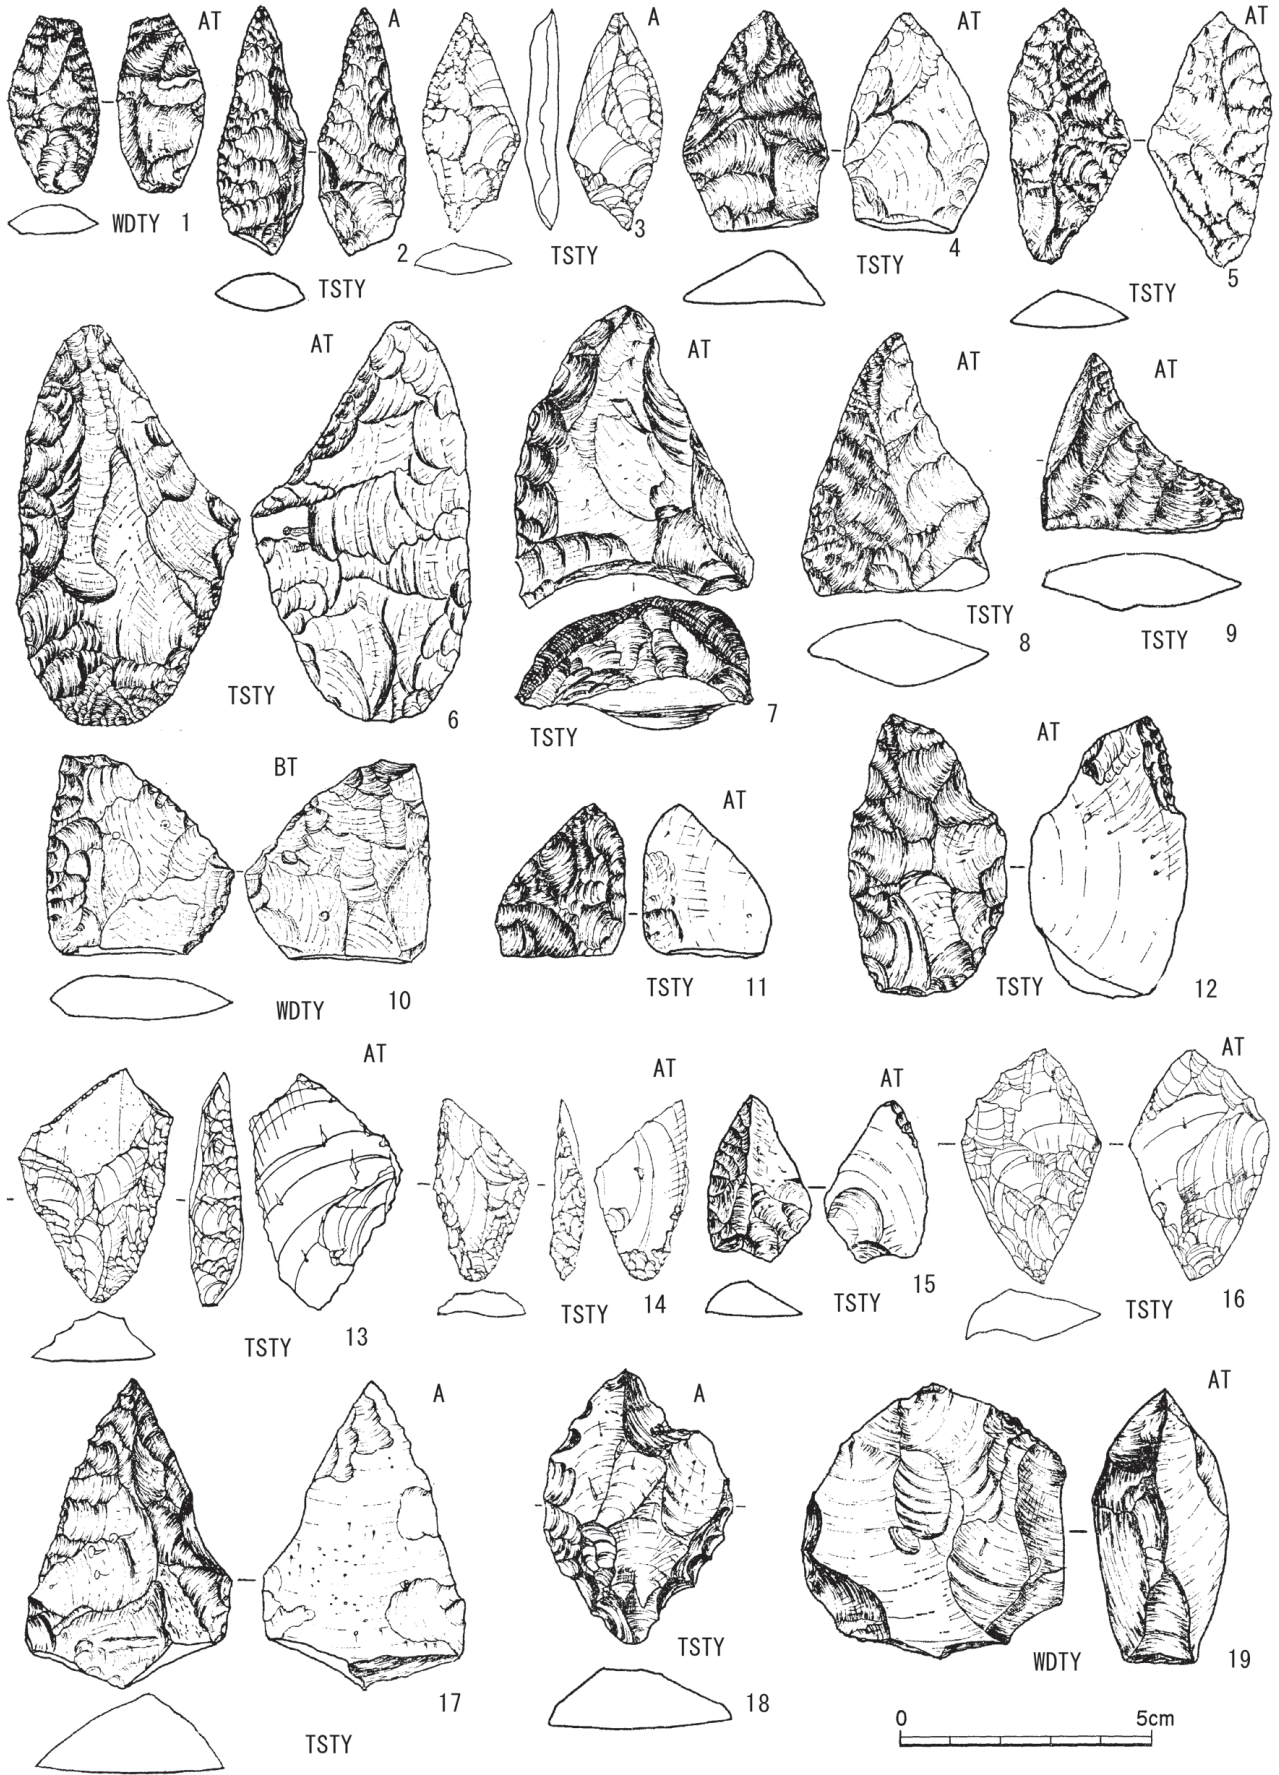 AT
WDTY 1
A
2
TSTY
A
3
TSTY
AT
4
TSTY
AT
5
TSTY
AT
TSTY
6
AT
7
TSTY
AT
TSTY
8
AT
TSTY 9
BT
WDTY 10
AT
TSTY 11
AT
TSTY 12
AT
TSTY 13
AT
TSTY 14
AT
TSTY 15
AT
TSTY 16
A
17
TSTY
A
TSTY
18
AT
WDTY 19
0 5cm